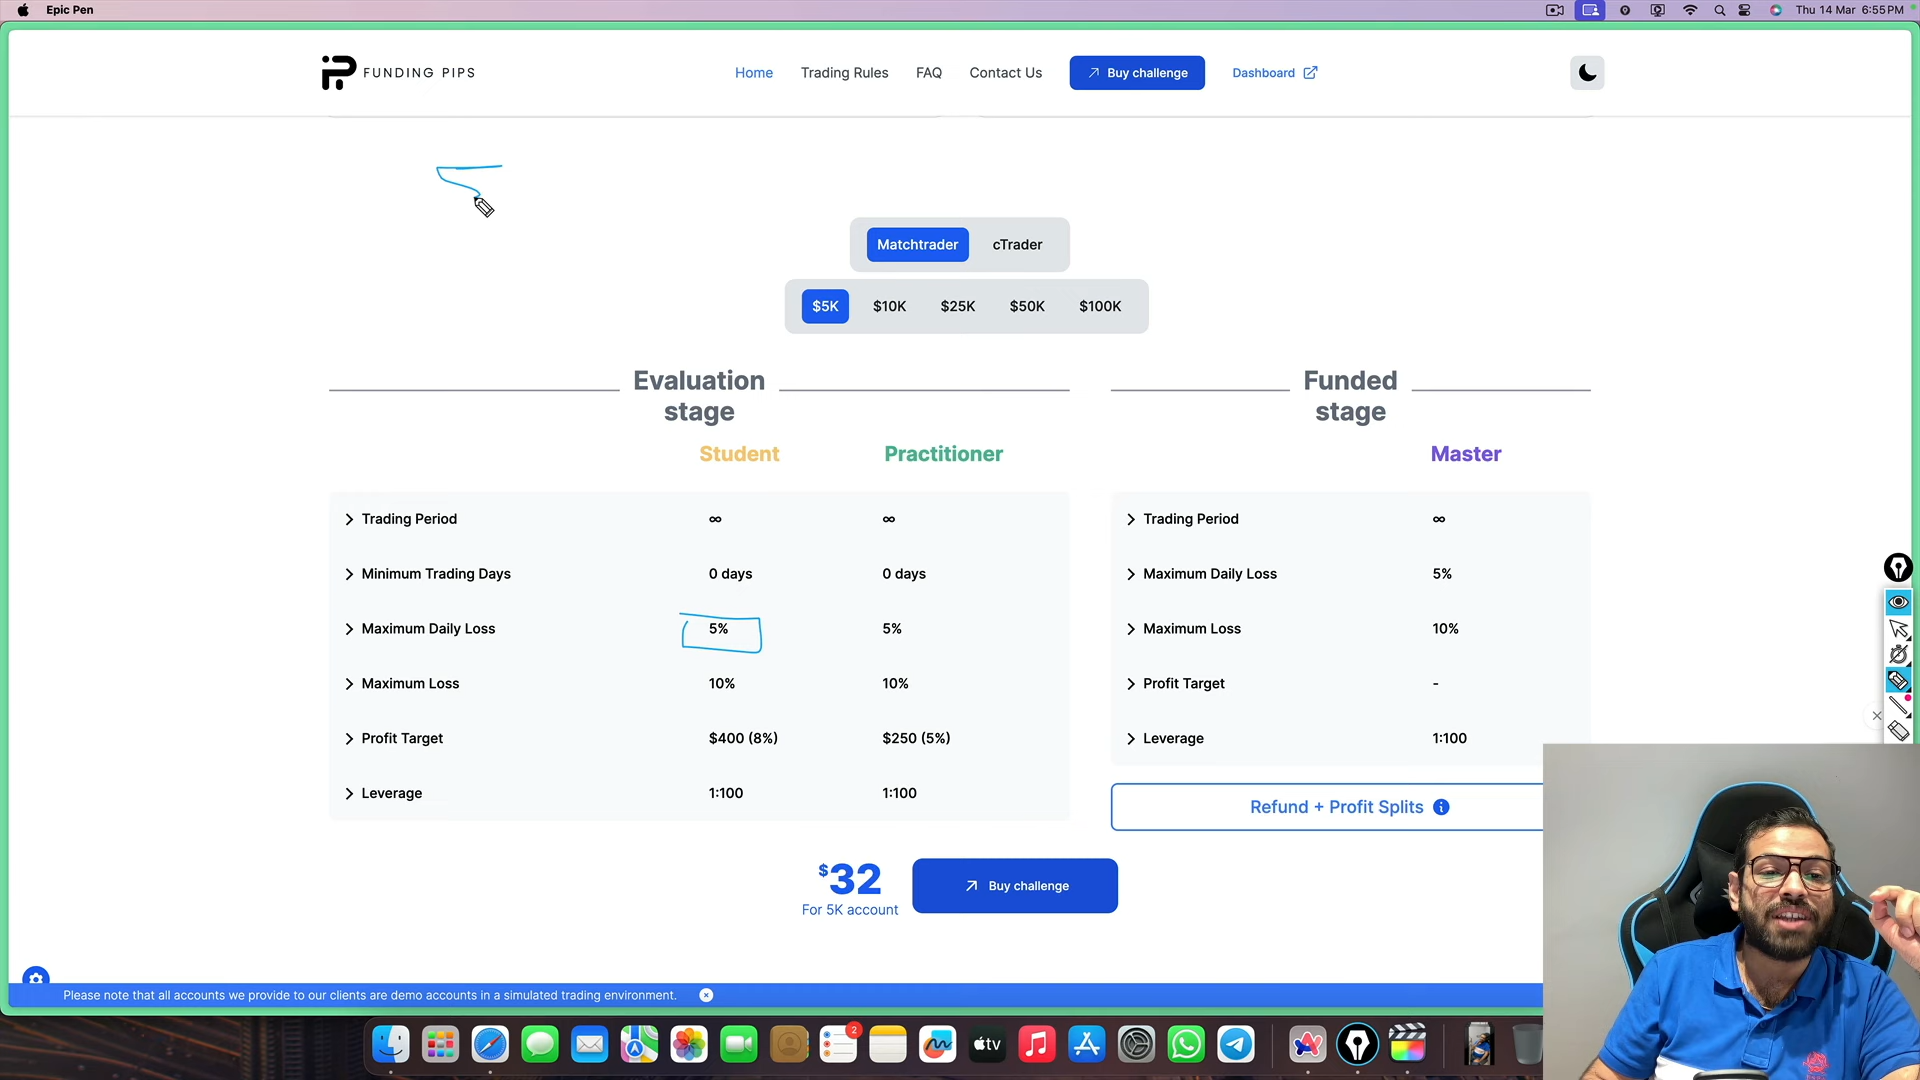 Epic Pen
Thu 14 Mar 6:55 PM
FUNDING PIPS
Home Trading Rules FAQ Contact Us Buy challenge Dashboard
Matchtrader cTrader
$5K $10K $25K $50K $100K
Evaluation
stage
Funded
stage
Student Practitioner
Master
Trading Period ∞ ∞
Minimum Trading Days 0 days 0 days
Maximum Daily Loss 5% 5%
Maximum Loss 10% 10%
Profit Target $400 (8%) $250 (5%)
Leverage 1:100 1:100
Trading Period ∞
Maximum Daily Loss 5%
Maximum Loss 10%
Profit Target -
Leverage 1:100
Refund + Profit Splits
$32
For 5K account
Buy challenge
Please note that all accounts we provide to our clients are demo accounts in a simulated trading environment.
2
tv